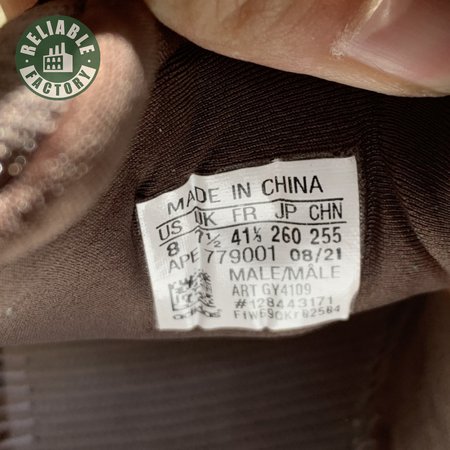 RELIABLE
FACTORY
MADE IN CHINA
US UK FR JP CHN
8 7½ 41⅓ 260 255
APE 779001 08/21
MALE/MÂLE
ART GY4109
#128443171